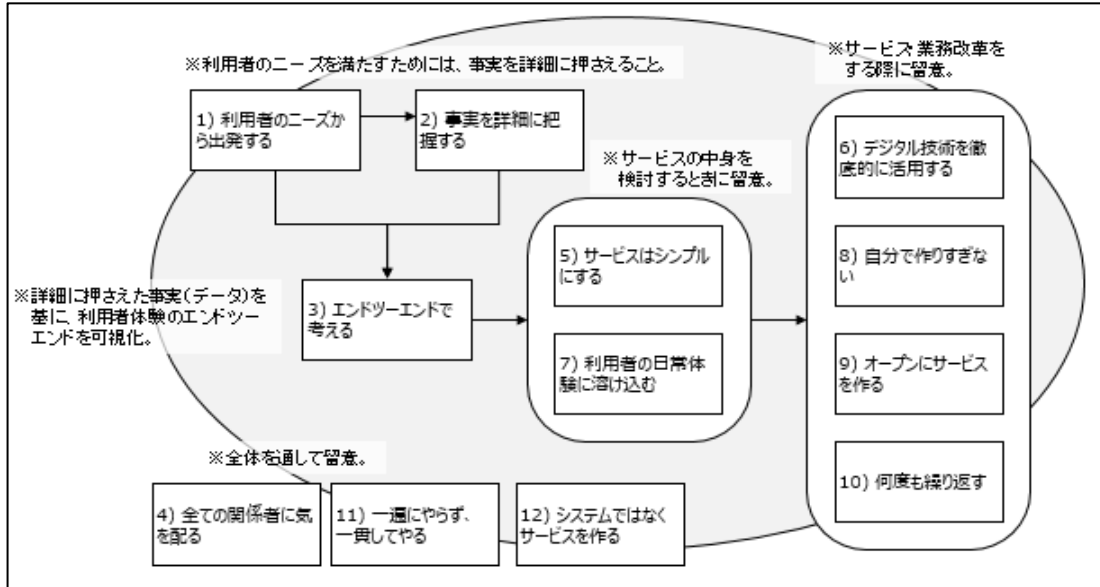 ※利用者のニーズを満たすためには、事実を詳細に押さえること。
※サービス・業務改革を
する際に留意。
1) 利用者のニーズか
ら出発する
2) 事実を詳細に把
握する
※サービスの中身を
検討するときに留意。
6) デジタル技術を徹
底的に活用する
5) サービスはシンプル
にする
8) 自分で作りすぎな
い
※詳細に押さえた事実(データ)を
基に、利用者体験のエンドツー
エンドを可視化。
3) エンドツーエンドで
考える
7) 利用者の日常体
験に溶け込む
9) オープンにサービス
を作る
※全体を通して留意。
10) 何度も繰り返す
4) 全ての関係者に気
を配る
11) 一遍にやらず、
一貫してやる
12) システムではなく
サービスを作る